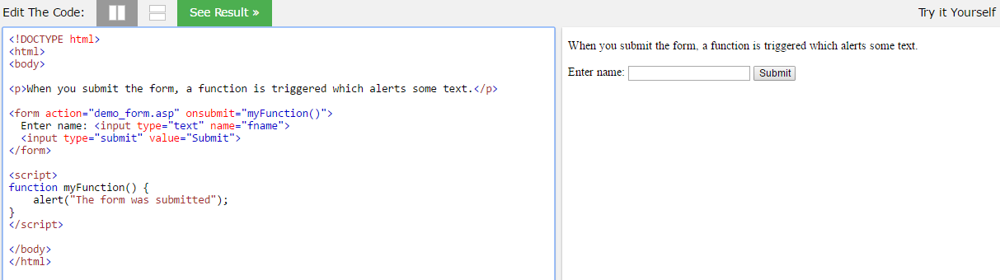 Edit The Code: See Result » Try it Yourself
<!DOCTYPE html>
<html>
<body>
<p>When you submit the form, a function is triggered which alerts some text.</p>
<form action="demo_form.asp" onsubmit="myFunction()">
  Enter name: <input type="text" name="fname">
  <input type="submit" value="Submit">
</form>
<script>
function myFunction() {
    alert("The form was submitted");
}
</script>
</body>
</html>
When you submit the form, a function is triggered which alerts some text.
Enter name: Submit